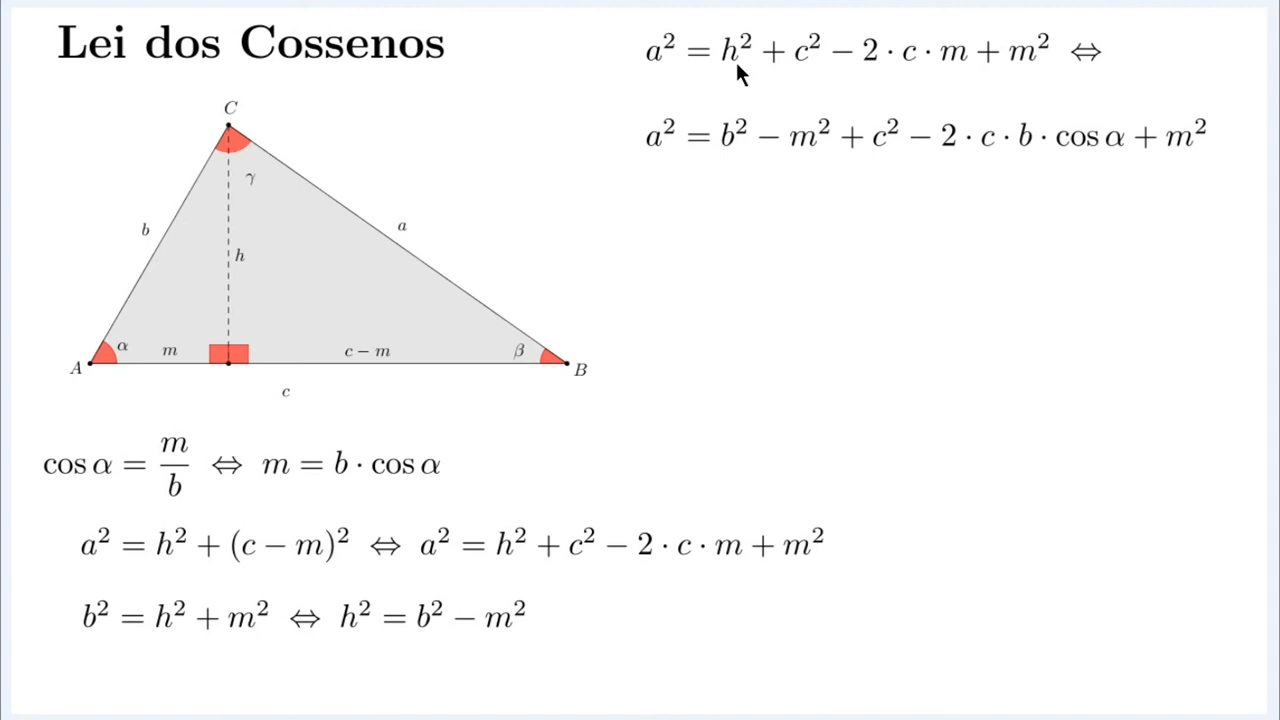 Lei dos Cossenos
a² = h² + c² − 2 · c · m + m² ⇔
a² = b² − m² + c² − 2 · c · b · cos α + m²
C
γ
b
a
h
α
m
c − m
β
A
B
c
cos α = m/b ⇔ m = b · cos α
a² = h² + (c − m)² ⇔ a² = h² + c² − 2 · c · m + m²
b² = h² + m² ⇔ h² = b² − m²